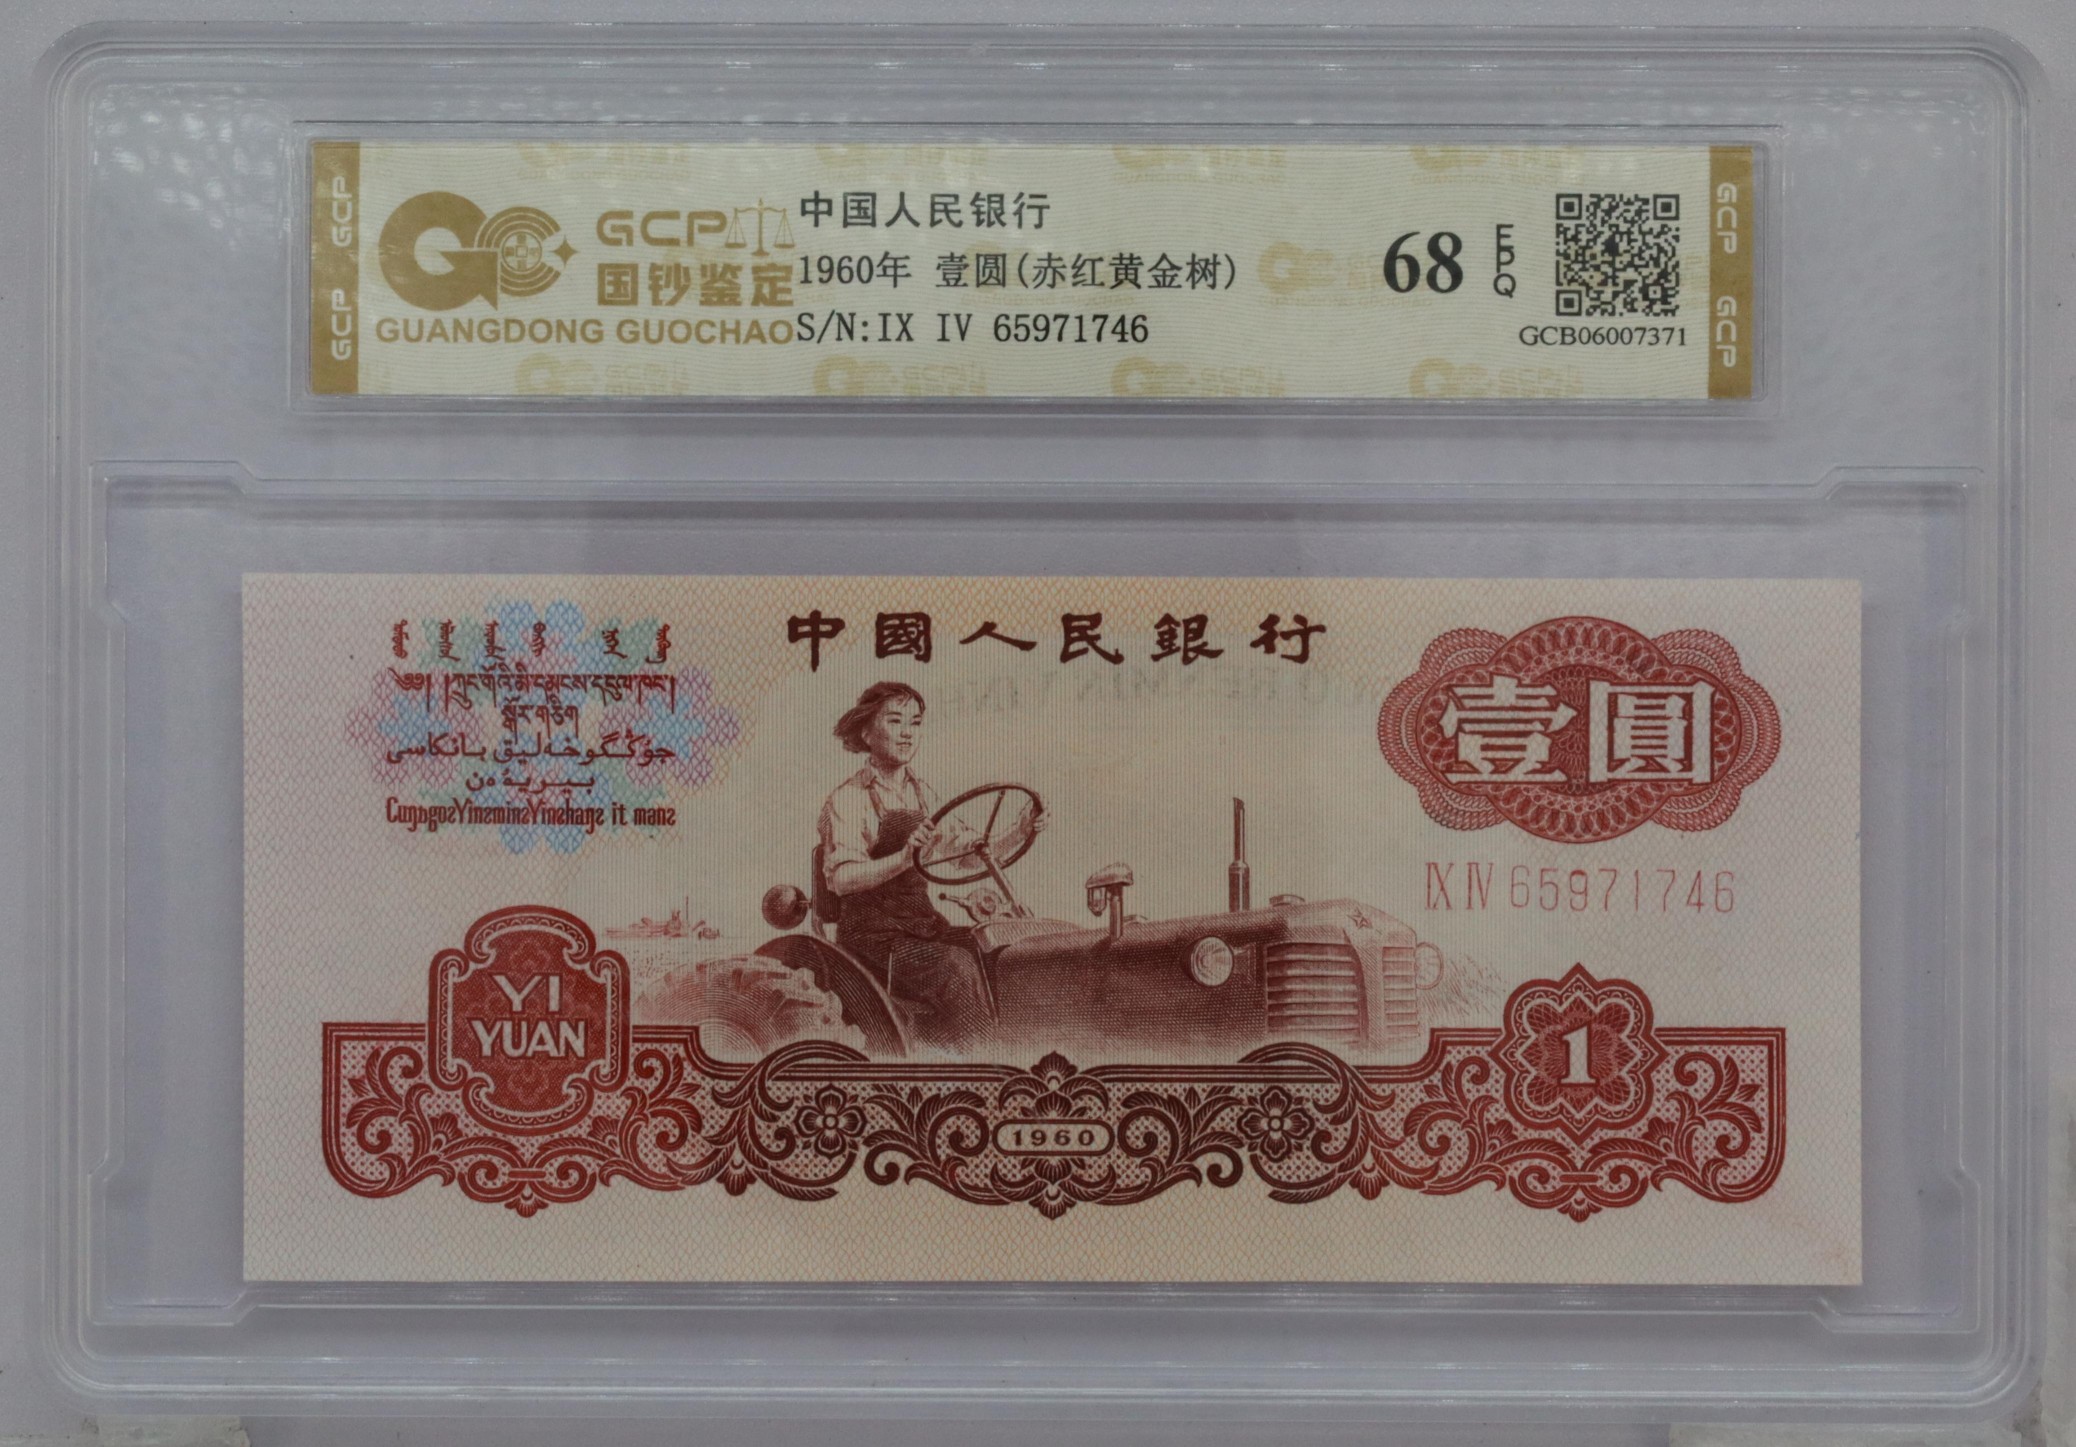 GCP GCP
GCP
国钞鉴定
GUANGDONG GUOCHAO
中国人民银行
1960年 壹圆(赤红黄金树)
S/N:IX IV 65971746
68
EPQ
GCB06007371
GCP GCP
中國人民銀行
壹圓
IX IV 65971746
YI
YUAN
1
1960